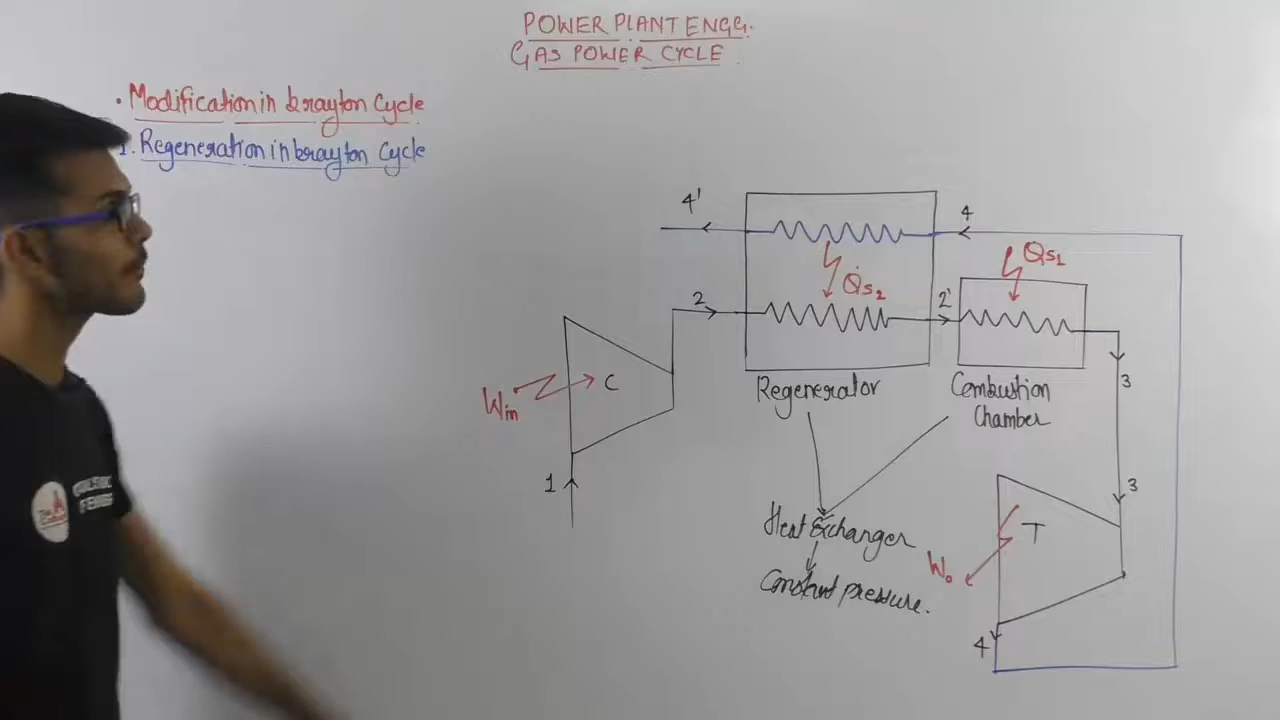 POWER PLANT ENGG.
GAS POWER CYCLE
. Modification in brayton Cycle
1. Regeneration in brayton Cycle
4'
4
Qs1
Qs2
2
2'
Regenerator
Combustion
Chamber
3
Win
C
1
3
Heat Exchanger
T
Wo
Constant pressure.
4